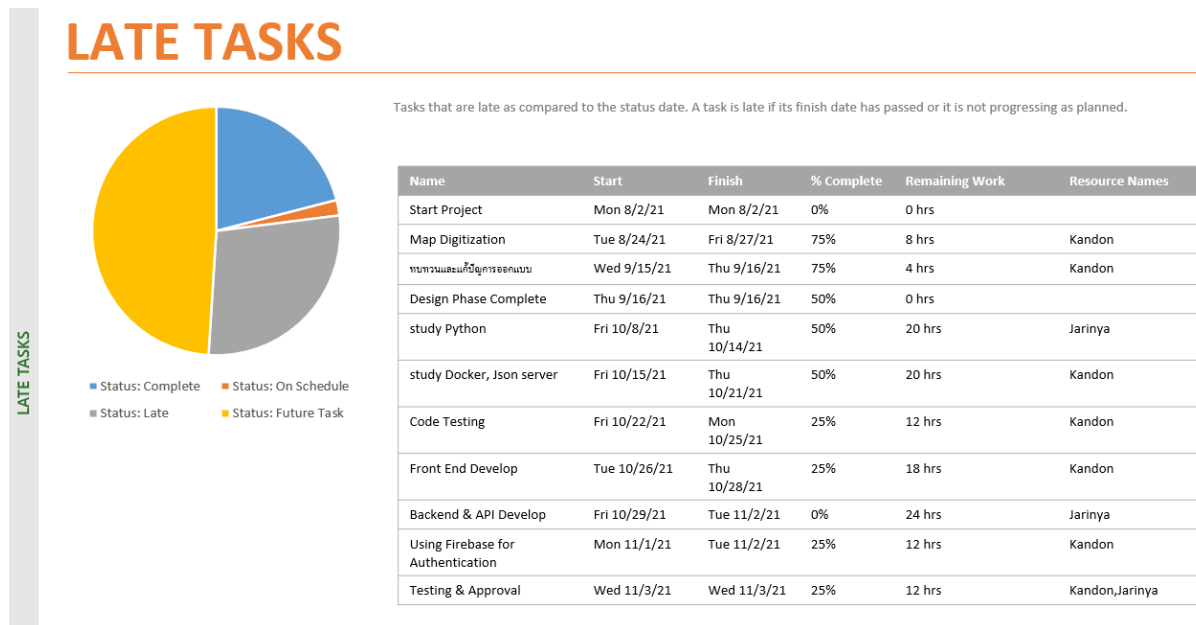 LATE TASKS
LATE TASKS
Tasks that are late as compared to the status date. A task is late if its finish date has passed or it is not progressing as planned.
Status: Complete Status: On Schedule
Status: Late Status: Future Task
Name Start Finish % Complete Remaining Work Resource Names
Start Project Mon 8/2/21 Mon 8/2/21 0% 0 hrs
Map Digitization Tue 8/24/21 Fri 8/27/21 75% 8 hrs Kandon
ทบทวนและแก้ปัญการออกแบบ Wed 9/15/21 Thu 9/16/21 75% 4 hrs Kandon
Design Phase Complete Thu 9/16/21 Thu 9/16/21 50% 0 hrs
study Python Fri 10/8/21 Thu 50% 20 hrs Jarinya
10/14/21
study Docker, Json server Fri 10/15/21 Thu 50% 20 hrs Kandon
10/21/21
Code Testing Fri 10/22/21 Mon 25% 12 hrs Kandon
10/25/21
Front End Develop Tue 10/26/21 Thu 25% 18 hrs Kandon
10/28/21
Backend & API Develop Fri 10/29/21 Tue 11/2/21 0% 24 hrs Jarinya
Using Firebase for Mon 11/1/21 Tue 11/2/21 25% 12 hrs Kandon
Authentication
Testing & Approval Wed 11/3/21 Wed 11/3/21 25% 12 hrs Kandon,Jarinya